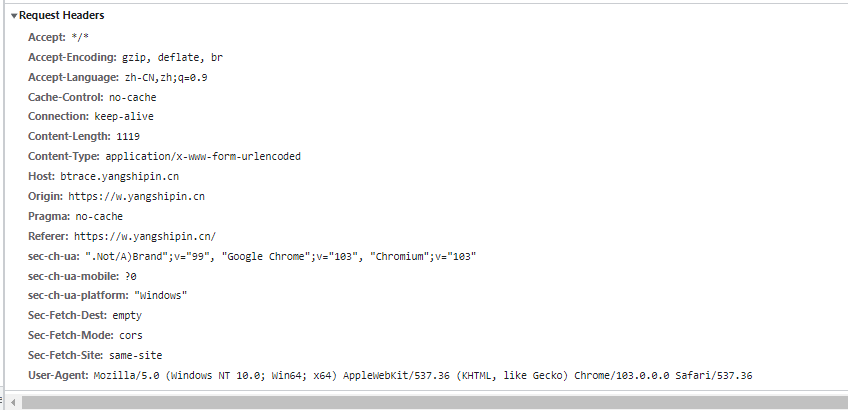 ▼Request Headers
Accept: */*
Accept-Encoding: gzip, deflate, br
Accept-Language: zh-CN,zh;q=0.9
Cache-Control: no-cache
Connection: keep-alive
Content-Length: 1119
Content-Type: application/x-www-form-urlencoded
Host: btrace.yangshipin.cn
Origin: https://w.yangshipin.cn
Pragma: no-cache
Referer: https://w.yangshipin.cn/
sec-ch-ua: ".Not/A)Brand";v="99", "Google Chrome";v="103", "Chromium";v="103"
sec-ch-ua-mobile: ?0
sec-ch-ua-platform: "Windows"
Sec-Fetch-Dest: empty
Sec-Fetch-Mode: cors
Sec-Fetch-Site: same-site
User-Agent: Mozilla/5.0 (Windows NT 10.0; Win64; x64) AppleWebKit/537.36 (KHTML, like Gecko) Chrome/103.0.0.0 Safari/537.36